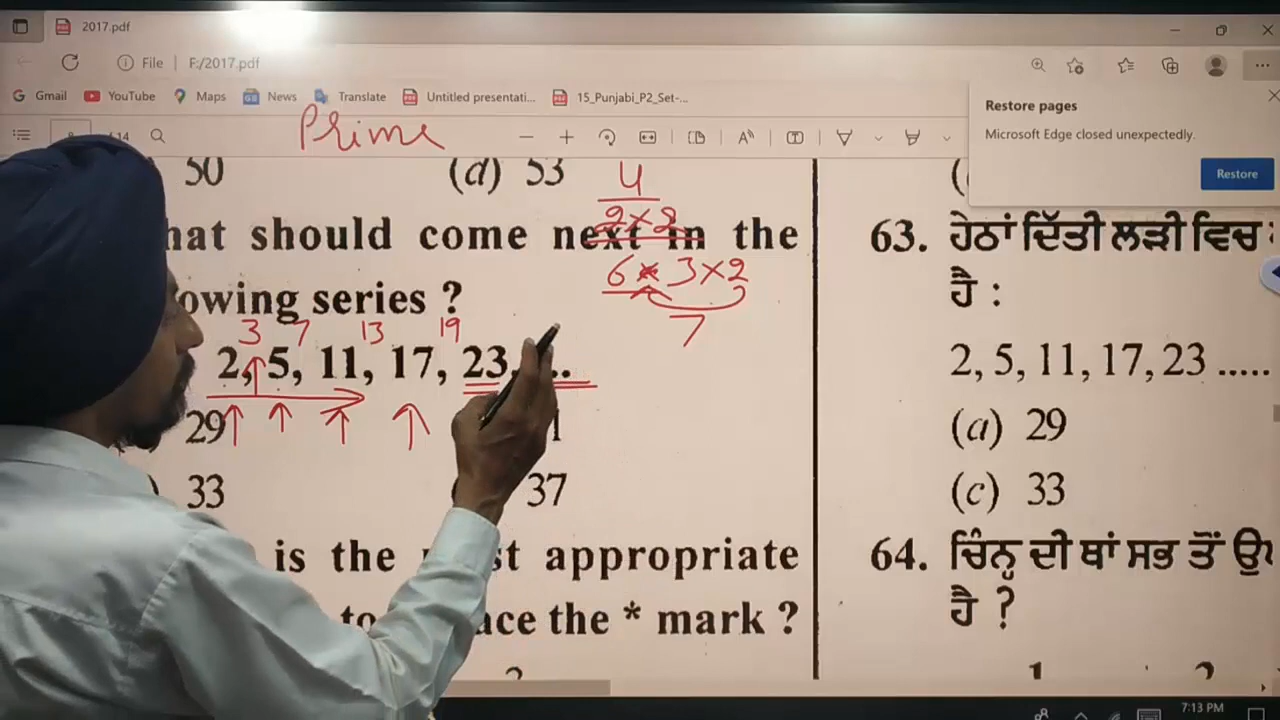 2017.pdf
File F:/2017.pdf
Gmail YouTube Maps News Translate Untitled presentati... 15_Punjabi_P2_Set-...
Restore pages
Microsoft Edge closed unexpectedly.
Restore
Prime
14
50 (d) 53
4
2×2
hat should come next in the
6 3×2
owing series ?
7
3 7 13 19
2, 5, 11, 17, 23, ...
29
33 37
is the appropriate
the * mark ?
63. ਹੇਠਾਂ ਦਿੱਤੀ ਲੜੀ ਵਿਚ
ਹੈ :
2, 5, 11, 17, 23 .....
(a) 29
(c) 33
64. ਚਿੰਨ੍ਹ ਦੀ ਥਾਂ ਸਭ ਤੋਂ
ਹੈ ?
7:13 PM